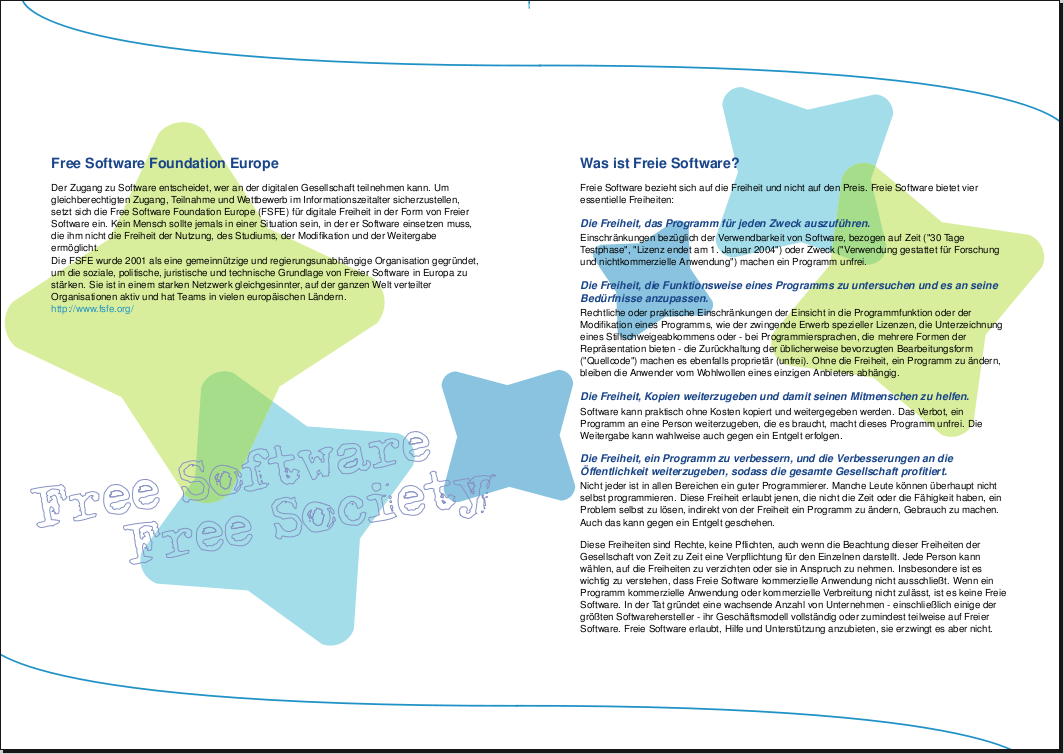 Free Software Foundation Europe
Der Zugang zu Software entscheidet, wer an der digitalen Gesellschaft teilnehmen kann. Um
gleichberechtigten Zugang, Teilnahme und Wettbewerb im Informationszeitalter sicherzustellen,
setzt sich die Free Software Foundation Europe (FSFE) für digitale Freiheit in der Form von Freier
Software ein. Kein Mensch sollte jemals in einer Situation sein, in der er Software einsetzen muss,
die ihm nicht die Freiheit der Nutzung, des Studiums, der Modifikation und der Weitergabe
ermöglicht.
Die FSFE wurde 2001 als eine gemeinnützige und regierungsunabhängige Organisation gegründet,
um die soziale, politische, juristische und technische Grundlage von Freier Software in Europa zu
stärken. Sie ist in einem starken Netzwerk gleichgesinnter, auf der ganzen Welt verteilter
Organisationen aktiv und hat Teams in vielen europäischen Ländern.
http://www.fsfe.org/
Free Software
Free Society
Was ist Freie Software?
Freie Software bezieht sich auf die Freiheit und nicht auf den Preis. Freie Software bietet vier
essentielle Freiheiten:
Die Freiheit, das Programm für jeden Zweck auszuführen.
Einschränkungen bezüglich der Verwendbarkeit von Software, bezogen auf Zeit ("30 Tage
Testphase", "Lizenz endet am 1. Januar 2004") oder Zweck ("Verwendung gestattet für Forschung
und nichtkommerzielle Anwendung") machen ein Programm unfrei.
Die Freiheit, die Funktionsweise eines Programms zu untersuchen und es an seine
Bedürfnisse anzupassen.
Rechtliche oder praktische Einschränkungen der Einsicht in die Programmfunktion oder der
Modifikation eines Programms, wie der zwingende Erwerb spezieller Lizenzen, die Unterzeichnung
eines Stillschweigeabkommens oder - bei Programmiersprachen, die mehrere Formen der
Repräsentation bieten - die Zurückhaltung der üblicherweise bevorzugten Bearbeitungsform
("Quellcode") machen es ebenfalls proprietär (unfrei). Ohne die Freiheit, ein Programm zu ändern,
bleiben die Anwender vom Wohlwollen eines einzigen Anbieters abhängig.
Die Freiheit, Kopien weiterzugeben und damit seinen Mitmenschen zu helfen.
Software kann praktisch ohne Kosten kopiert und weitergegeben werden. Das Verbot, ein
Programm an eine Person weiterzugeben, die es braucht, macht dieses Programm unfrei. Die
Weitergabe kann wahlweise auch gegen ein Entgelt erfolgen.
Die Freiheit, ein Programm zu verbessern, und die Verbesserungen an die
Öffentlichkeit weiterzugeben, sodass die gesamte Gesellschaft profitiert.
Nicht jeder ist in allen Bereichen ein guter Programmierer. Manche Leute können überhaupt nicht
selbst programmieren. Diese Freiheit erlaubt jenen, die nicht die Zeit oder die Fähigkeit haben, ein
Problem selbst zu lösen, indirekt von der Freiheit ein Programm zu ändern, Gebrauch zu machen.
Auch das kann gegen ein Entgelt geschehen.
Diese Freiheiten sind Rechte, keine Pflichten, auch wenn die Beachtung dieser Freiheiten der
Gesellschaft von Zeit zu Zeit eine Verpflichtung für den Einzelnen darstellt. Jede Person kann
wählen, auf die Freiheiten zu verzichten oder sie in Anspruch zu nehmen. Insbesondere ist es
wichtig zu verstehen, dass Freie Software kommerzielle Anwendung nicht ausschließt. Wenn ein
Programm kommerzielle Anwendung oder kommerzielle Verbreitung nicht zulässt, ist es keine Freie
Software. In der Tat gründet eine wachsende Anzahl von Unternehmen - einschließlich einige der
größten Softwarehersteller - ihr Geschäftsmodell vollständig oder zumindest teilweise auf Freier
Software. Freie Software erlaubt, Hilfe und Unterstützung anzubieten, sie erzwingt es aber nicht.